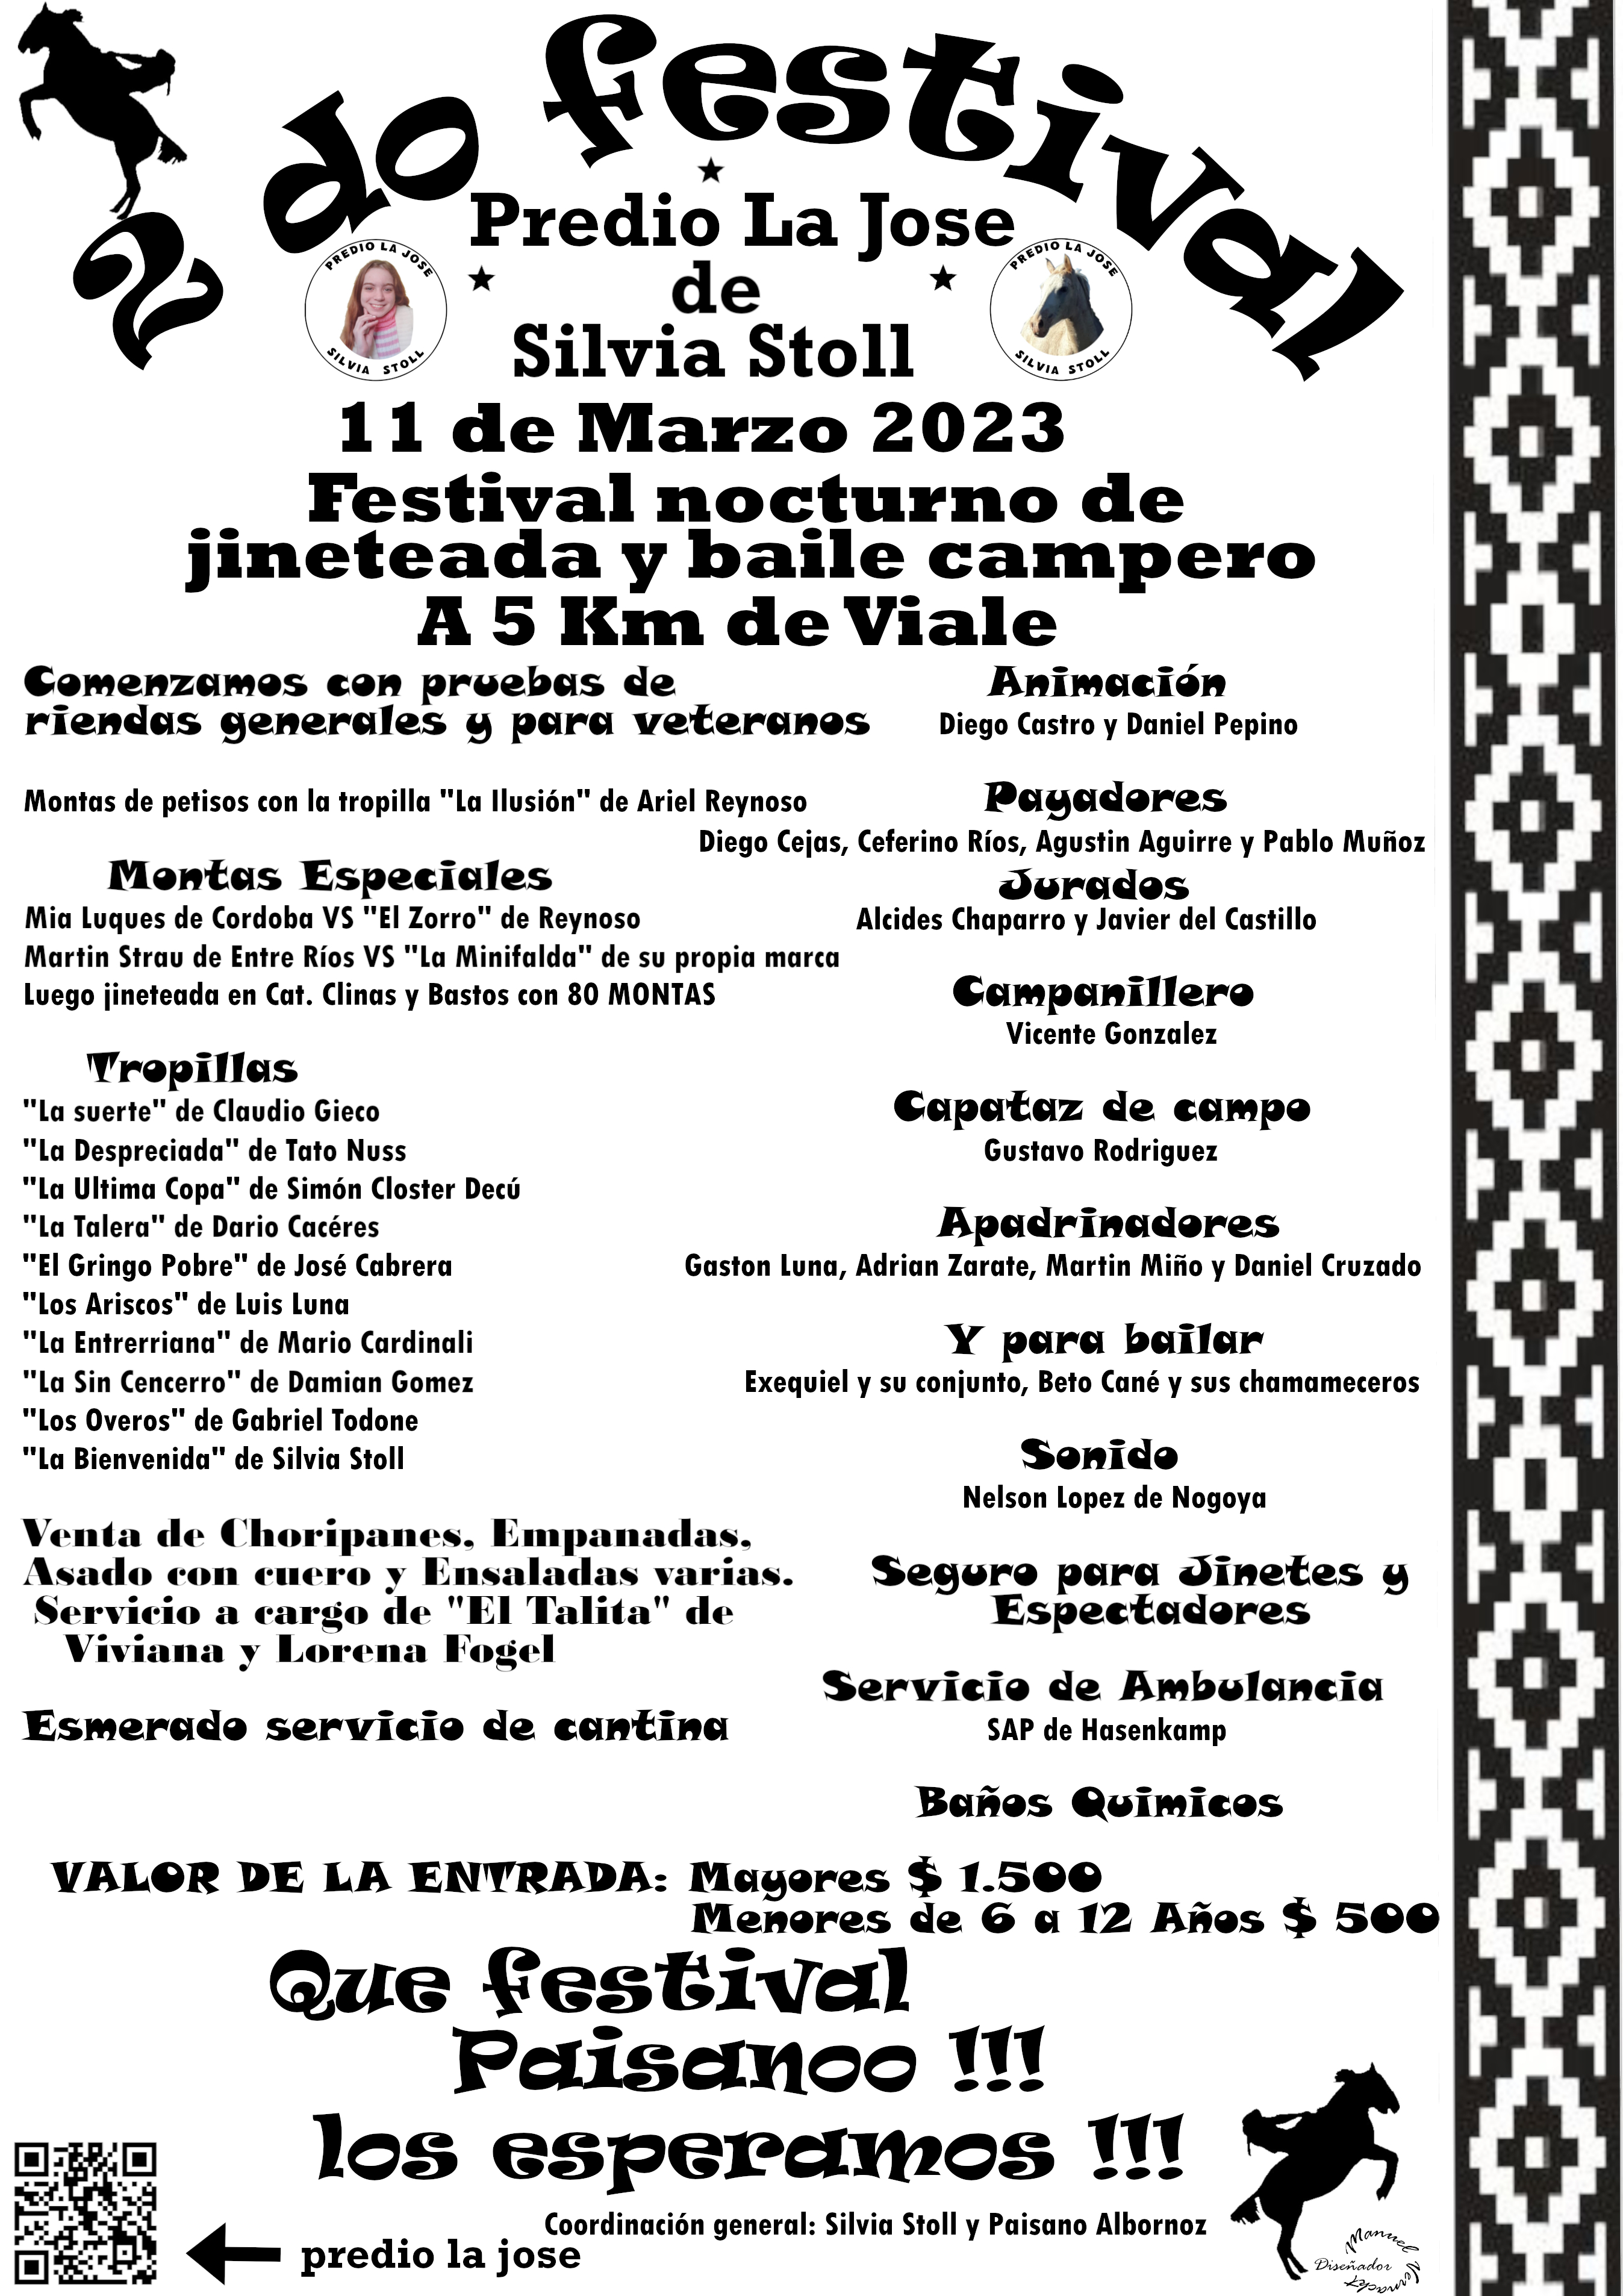 2 do festival
Predio La Jose
de
Silvia Stoll
PREDIO LA JOSE
SILVIA STOLL
PREDIO LA JOSE
SILVIA STOLL
11 de Marzo 2023
Festival nocturno de
jineteada y baile campero
A 5 Km de Viale
Comenzamos con pruebas de
riendas generales y para veteranos
Montas de petisos con la tropilla "La Ilusión" de Ariel Reynoso
Montas Especiales
Mia Luques de Cordoba VS "El Zorro" de Reynoso
Martin Strau de Entre Ríos VS "La Minifalda" de su propia marca
Luego jineteada en Cat. Clinas y Bastos con 80 MONTAS
Tropillas
"La suerte" de Claudio Gieco
"La Despreciada" de Tato Nuss
"La Ultima Copa" de Simón Closter Decú
"La Talera" de Dario Cacéres
"El Gringo Pobre" de José Cabrera
"Los Ariscos" de Luis Luna
"La Entrerriana" de Mario Cardinali
"La Sin Cencerro" de Damian Gomez
"Los Overos" de Gabriel Todone
"La Bienvenida" de Silvia Stoll
Venta de Choripanes, Empanadas,
Asado con cuero y Ensaladas varias.
Servicio a cargo de "El Talita" de
Viviana y Lorena Fogel
Esmerado servicio de cantina
Animación
Diego Castro y Daniel Pepino
Payadores
Diego Cejas, Ceferino Ríos, Agustin Aguirre y Pablo Muñoz
Jurados
Alcides Chaparro y Javier del Castillo
Campanillero
Vicente Gonzalez
Capataz de campo
Gustavo Rodriguez
Apadrinadores
Gaston Luna, Adrian Zarate, Martin Miño y Daniel Cruzado
Y para bailar
Exequiel y su conjunto, Beto Cané y sus chamameceros
Sonido
Nelson Lopez de Nogoya
Seguro para Jinetes y
Espectadores
Servicio de Ambulancia
SAP de Hasenkamp
Baños Quimicos
VALOR DE LA ENTRADA: Mayores $ 1.500
Menores de 6 a 12 Años $ 500
Que festival
Paisanoo !!!
los esperamos !!!
Coordinación general: Silvia Stoll y Paisano Albornoz
predio la jose
Manuel
Diseñador